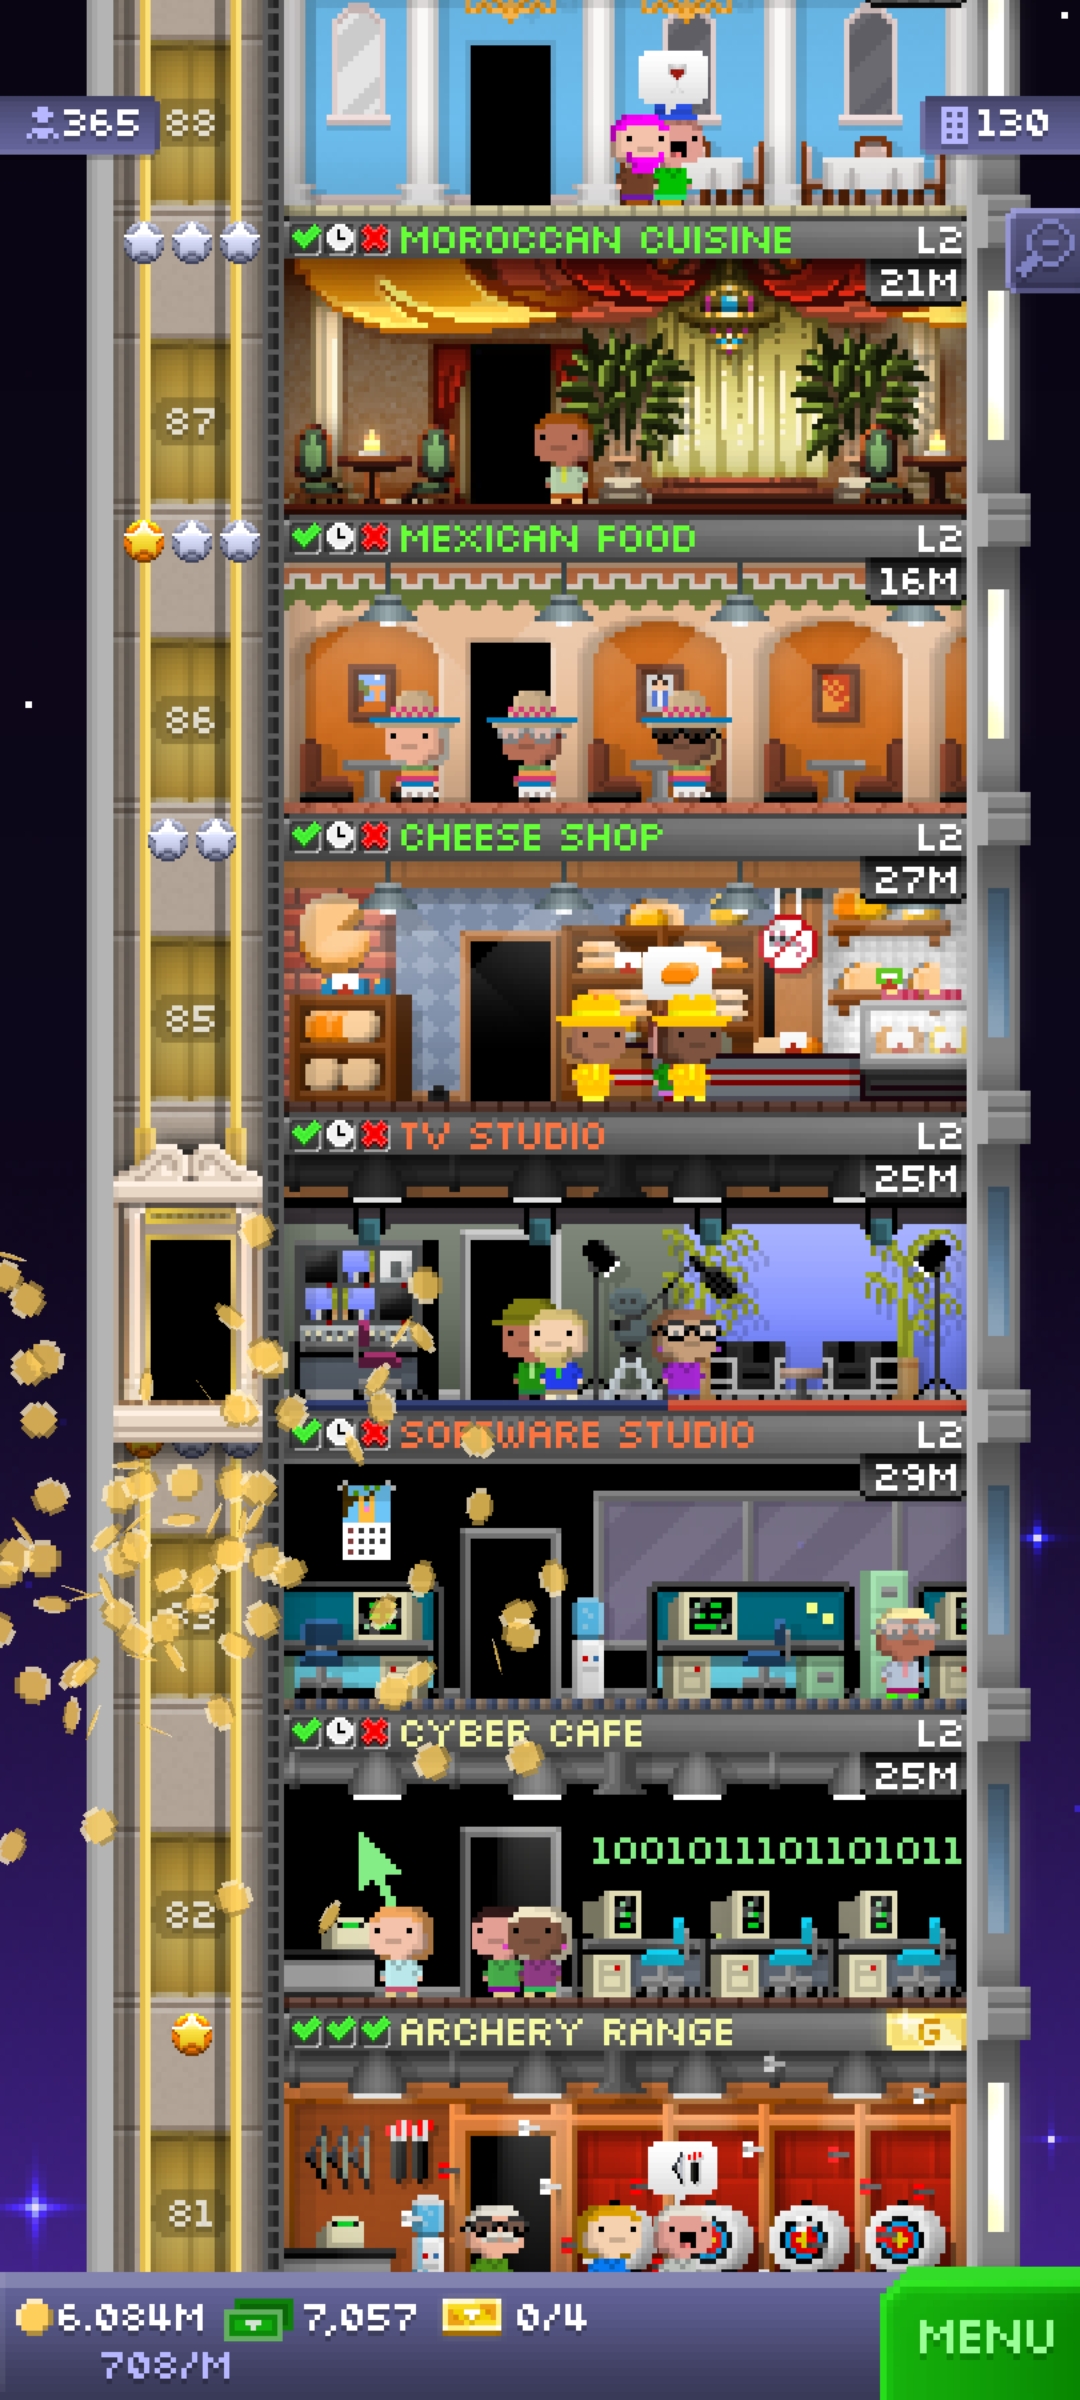 88
365
130
MOROCCAN CUISINE L2
21M
87
MEXICAN FOOD L2
16M
86
CHEESE SHOP L2
27M
85
TV STUDIO L2
25M
SOFTWARE STUDIO L2
29M
CYBER CAFE L2
25M
1001011101101011
82
ARCHERY RANGE G
81
6.084M 7,057 0/4
708/M
MENU